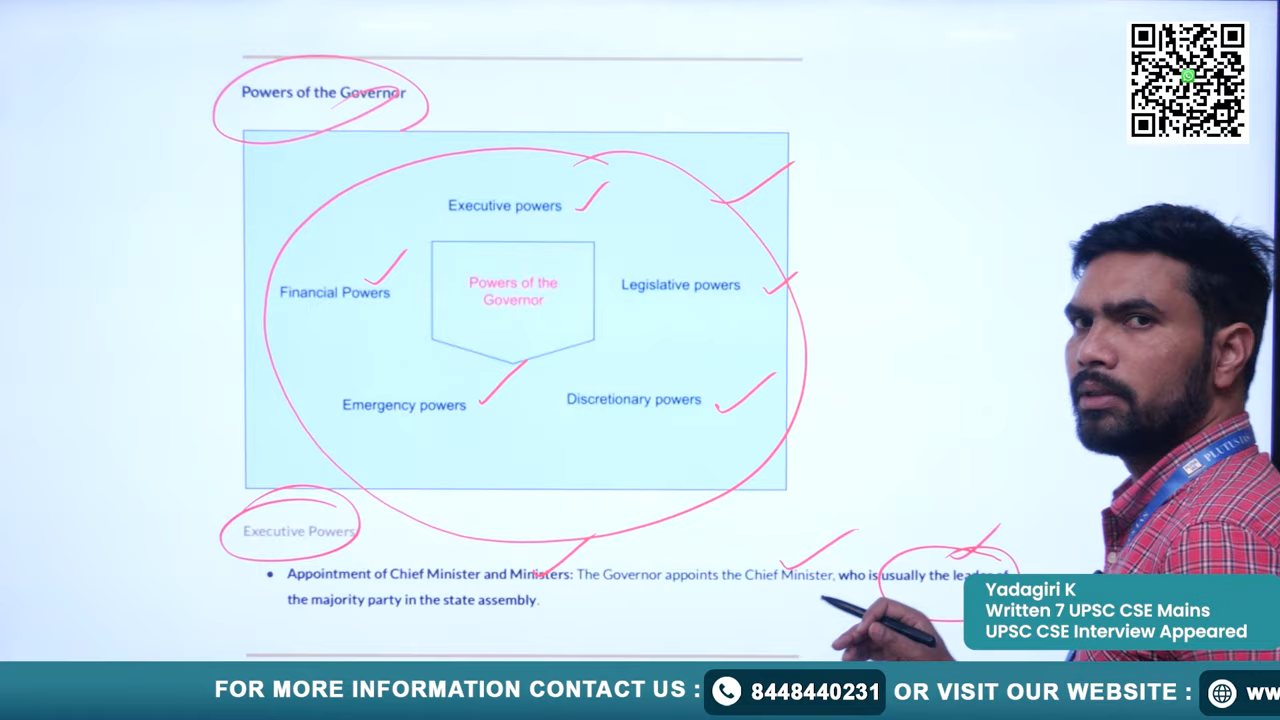 Powers of the Governor
Executive powers
Financial Powers
Powers of the
Governor
Legislative powers
Emergency powers
Discretionary powers
Executive Powers
• Appointment of Chief Minister and Ministers: The Governor appoints the Chief Minister, who is usually the leader of
the majority party in the state assembly.
PLUTUS
Yadagiri K
Written 7 UPSC CSE Mains
UPSC CSE Interview Appeared
FOR MORE INFORMATION CONTACT US : 8448440231 OR VISIT OUR WEBSITE : ww